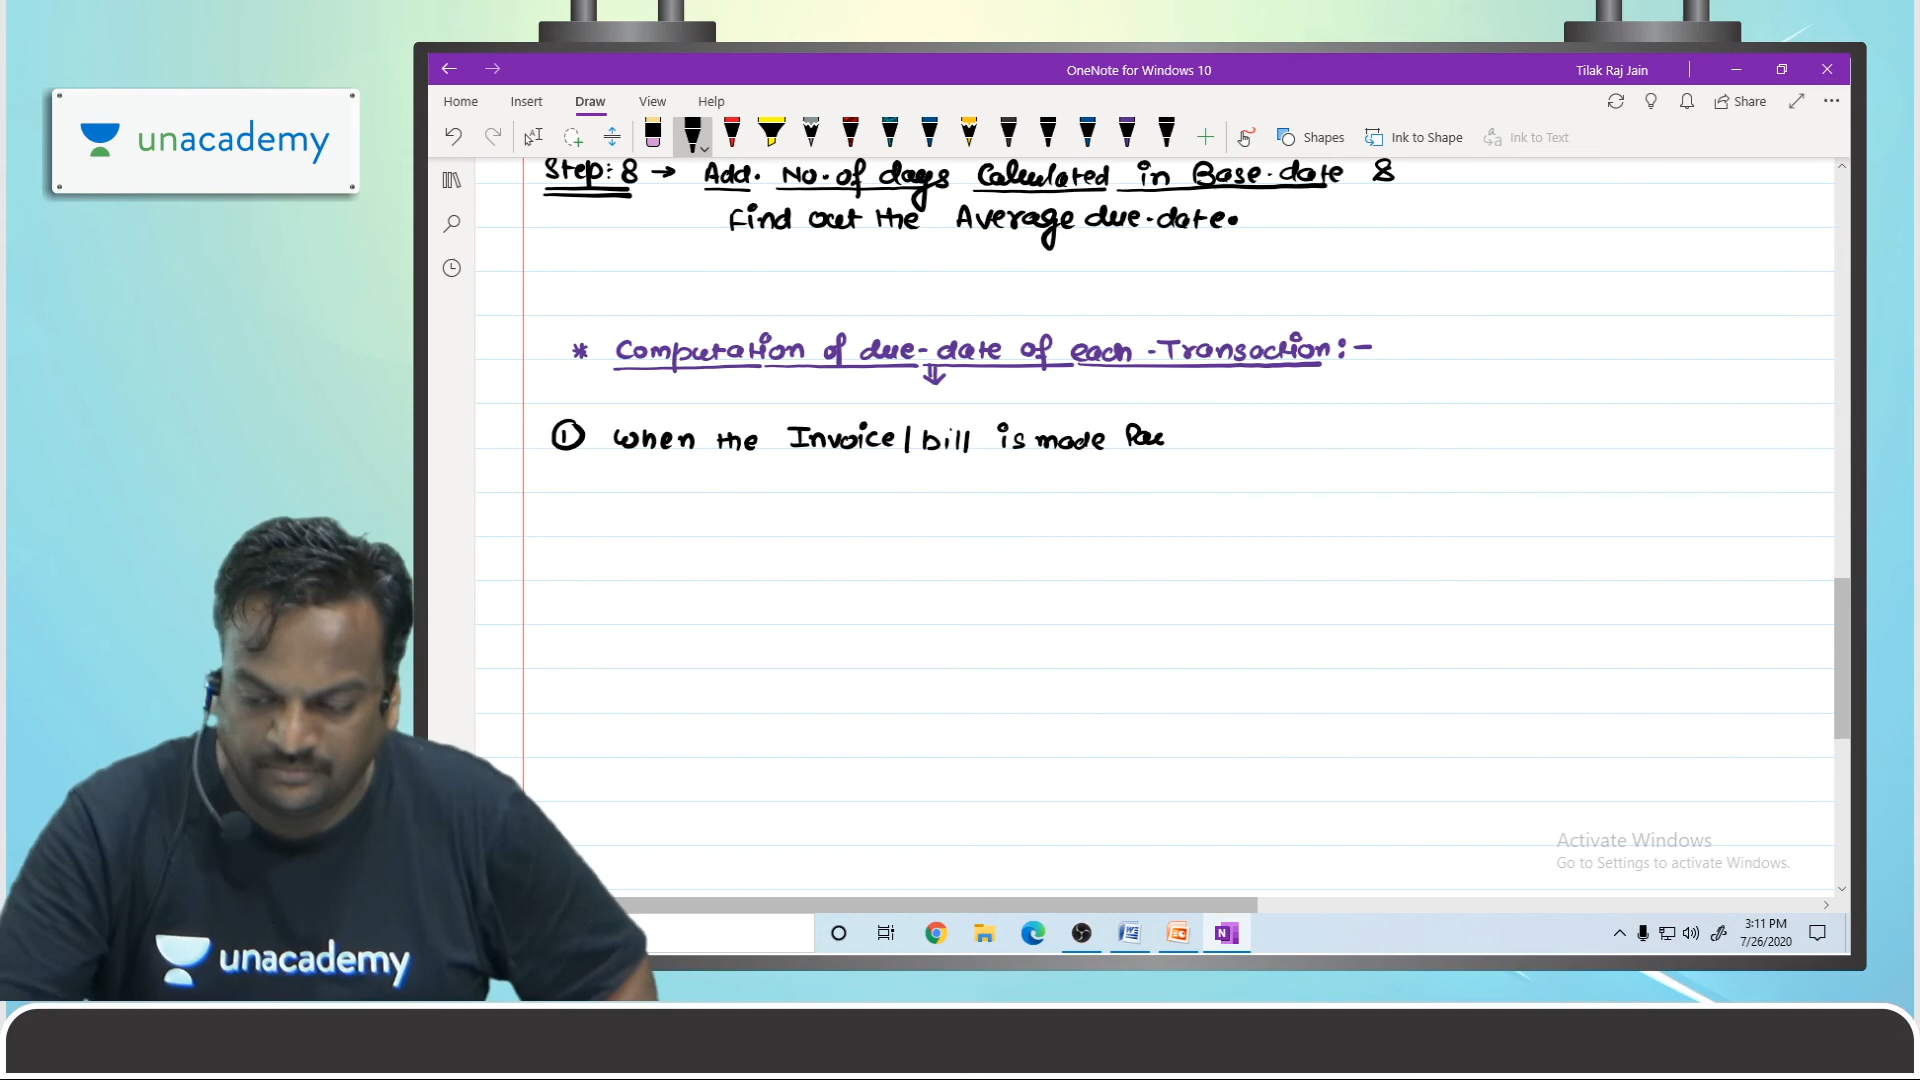 unacademy
OneNote for Windows 10
Tilak Raj Jain
Home Insert Draw View Help
Share
Shapes
Ink to Shape
Ink to Text
Step: 8 → Add. No. of days Calculated in Base-date &
find out the Average due-date.
* Computation of due-date of each -Transaction:-
① When the Invoice/bill is made
Activate Windows
Go to Settings to activate Windows.
3:11 PM
7/26/2020
unacademy